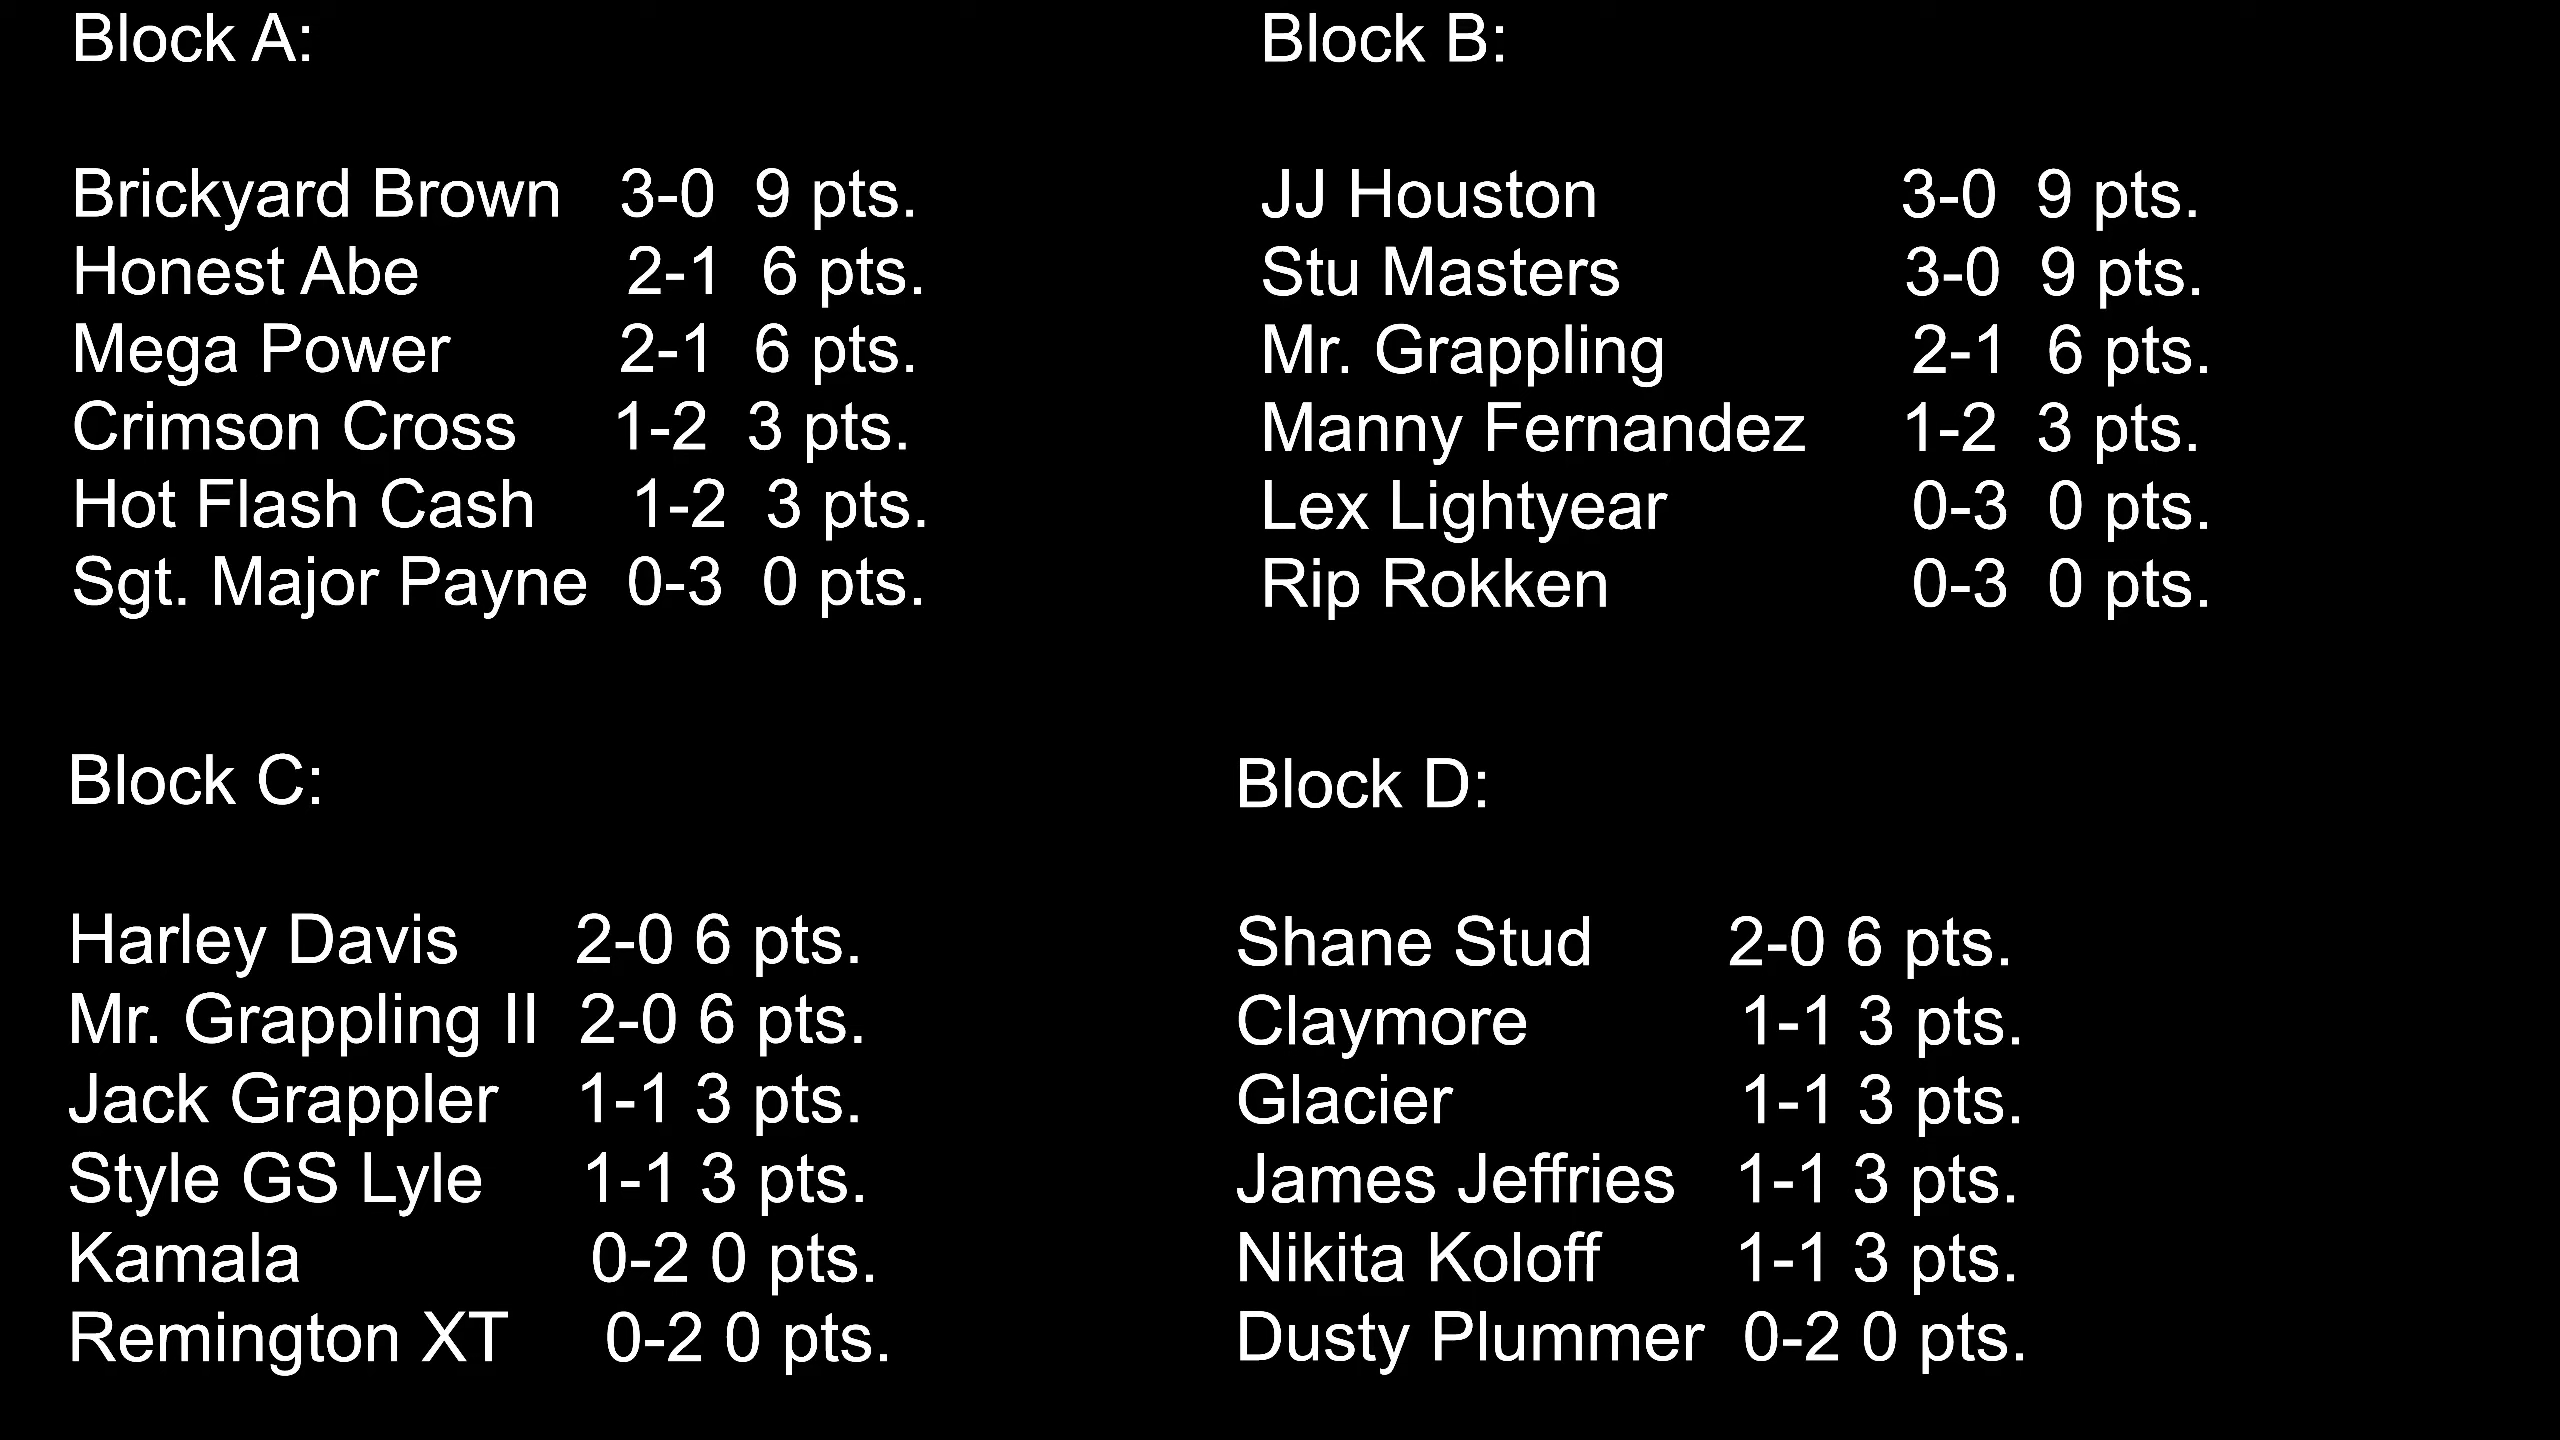 Block A:
Brickyard Brown 3-0 9 pts.
Honest Abe 2-1 6 pts.
Mega Power 2-1 6 pts.
Crimson Cross 1-2 3 pts.
Hot Flash Cash 1-2 3 pts.
Sgt. Major Payne 0-3 0 pts.
Block B:
JJ Houston 3-0 9 pts.
Stu Masters 3-0 9 pts.
Mr. Grappling 2-1 6 pts.
Manny Fernandez 1-2 3 pts.
Lex Lightyear 0-3 0 pts.
Rip Rokken 0-3 0 pts.
Block C:
Harley Davis 2-0 6 pts.
Mr. Grappling II 2-0 6 pts.
Jack Grappler 1-1 3 pts.
Style GS Lyle 1-1 3 pts.
Kamala 0-2 0 pts.
Remington XT 0-2 0 pts.
Block D:
Shane Stud 2-0 6 pts.
Claymore 1-1 3 pts.
Glacier 1-1 3 pts.
James Jeffries 1-1 3 pts.
Nikita Koloff 1-1 3 pts.
Dusty Plummer 0-2 0 pts.